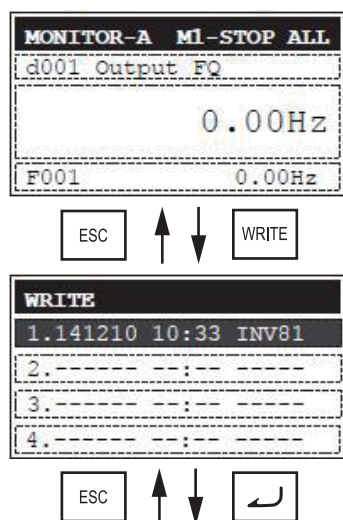 MONITOR-A M1-STOP ALL
d001 Output FQ
0.00Hz
F001 0.00Hz
ESC WRITE
WRITE
1.141210 10:33 INV81
2.------ --:-- -----
3.------ --:-- -----
4.------ --:-- -----
ESC